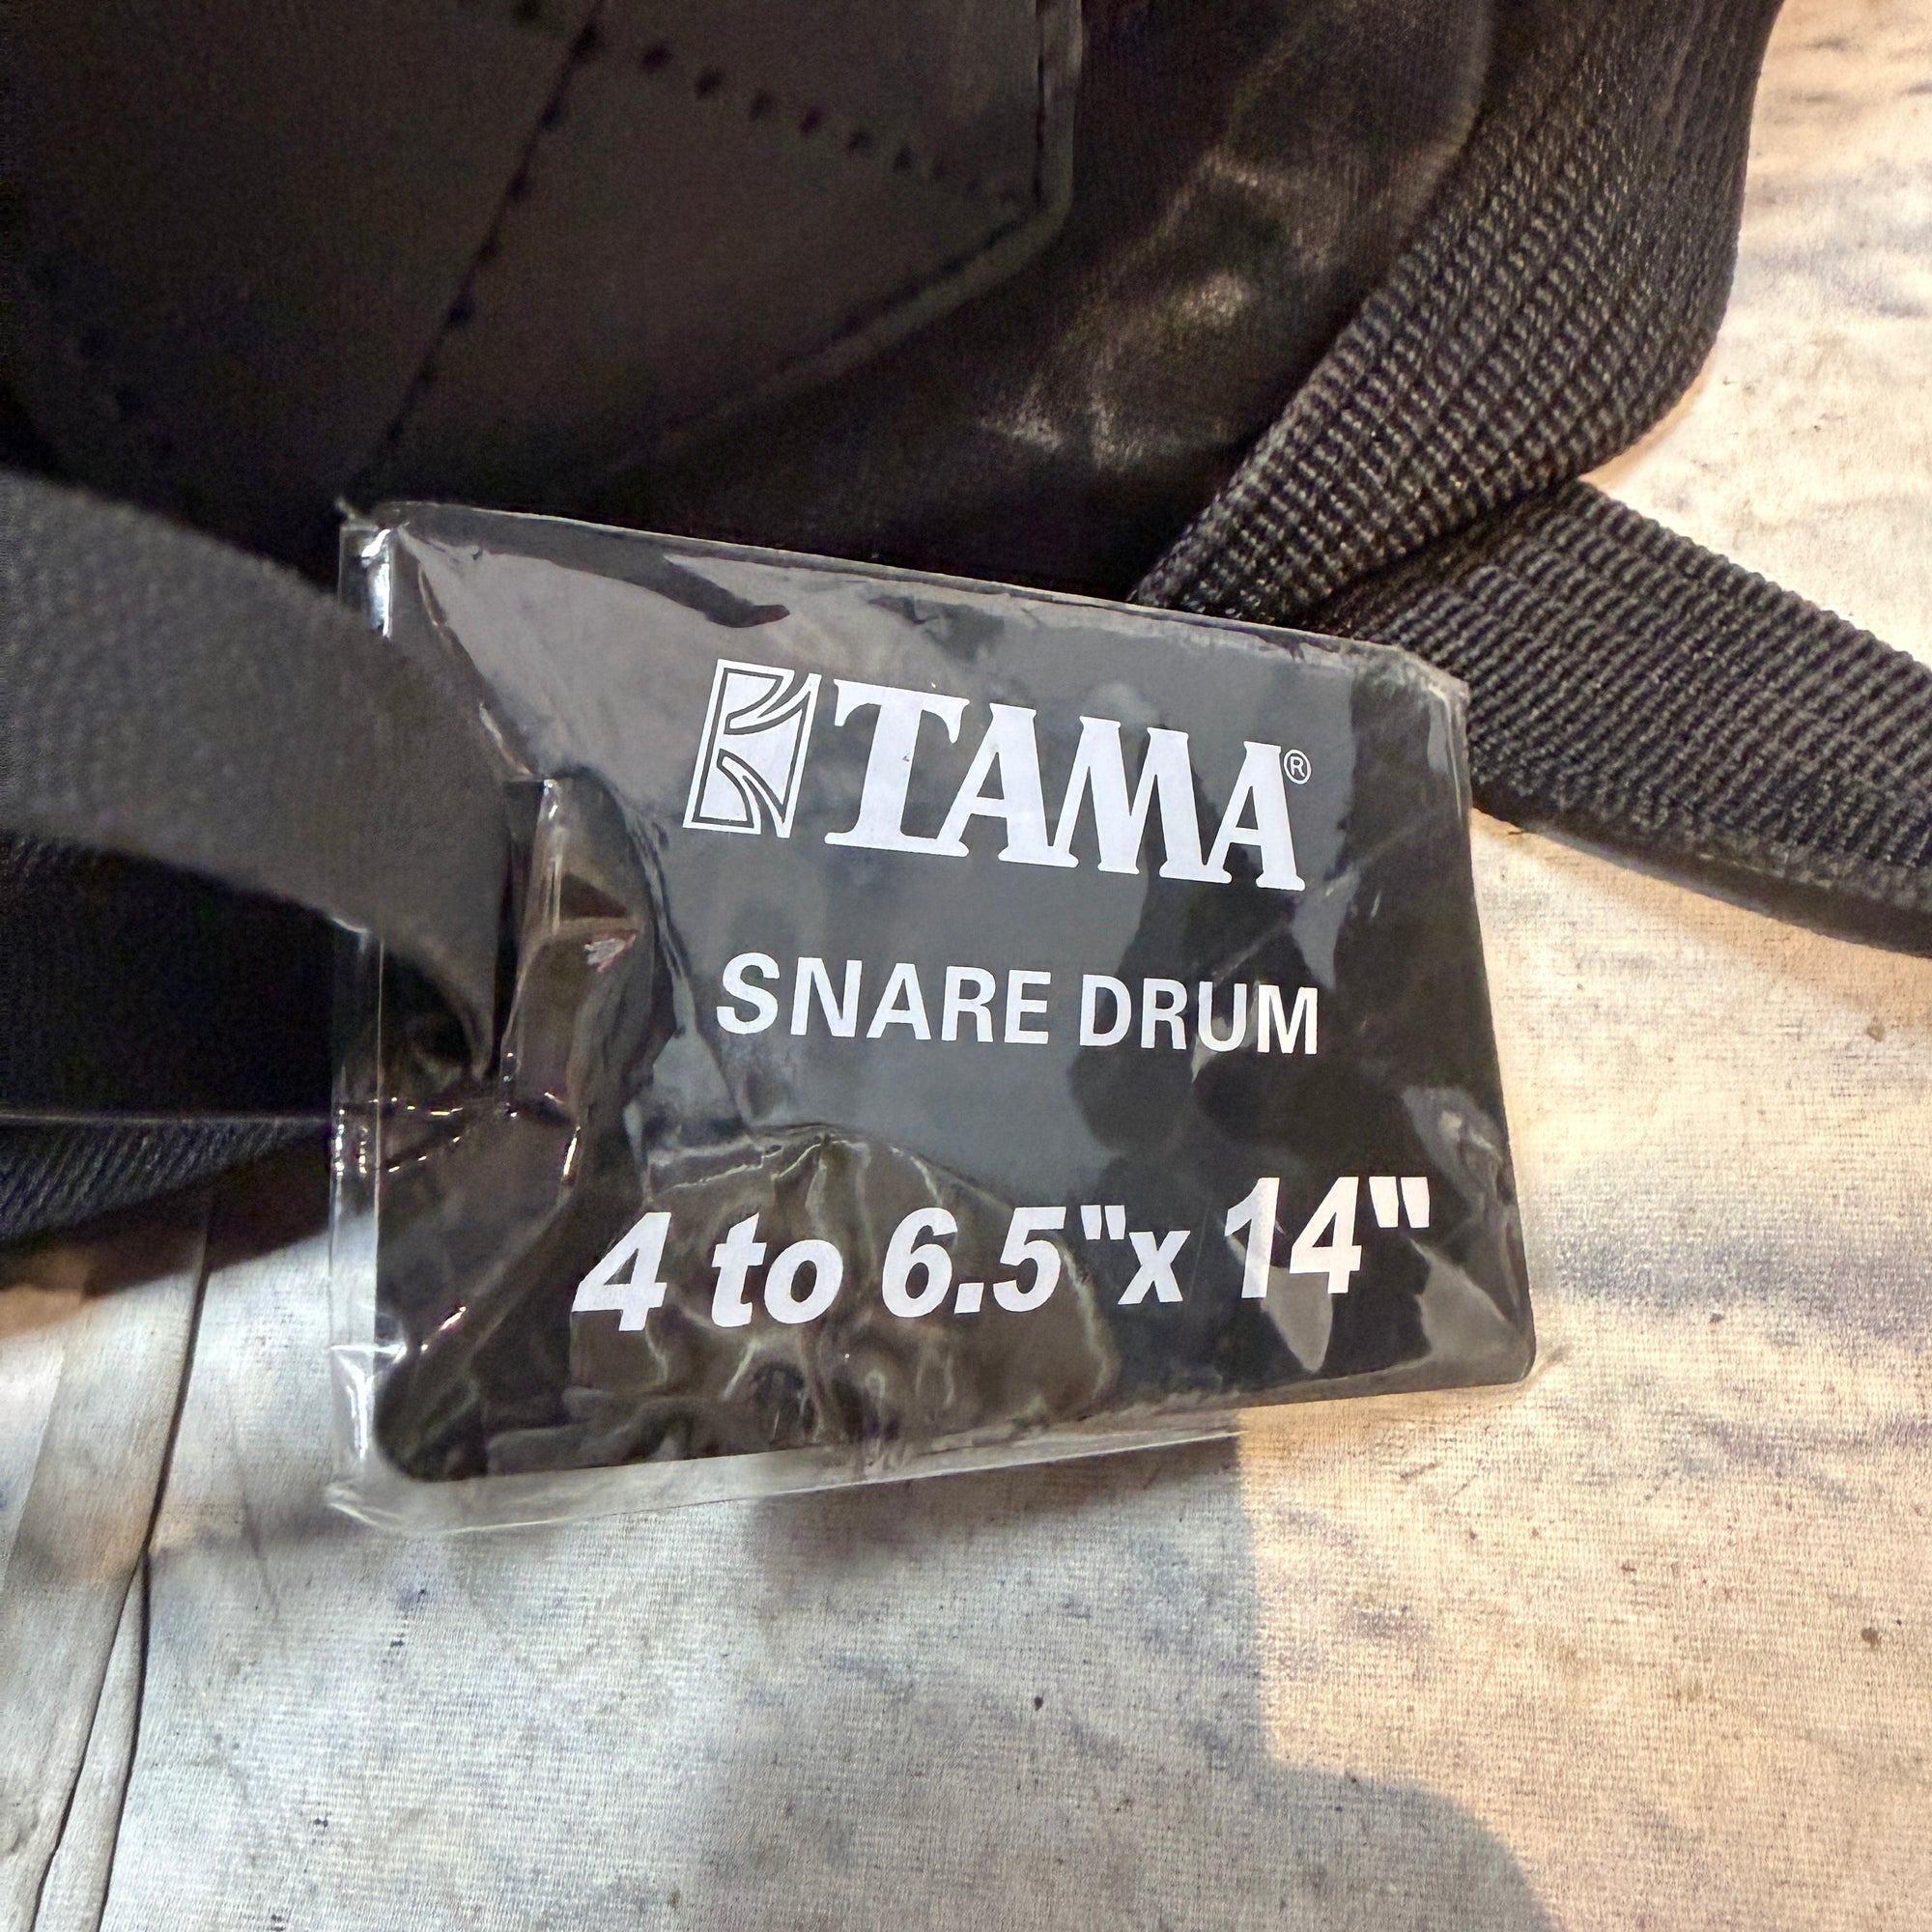 TAMA®
SNARE DRUM
4 to 6.5"x 14"